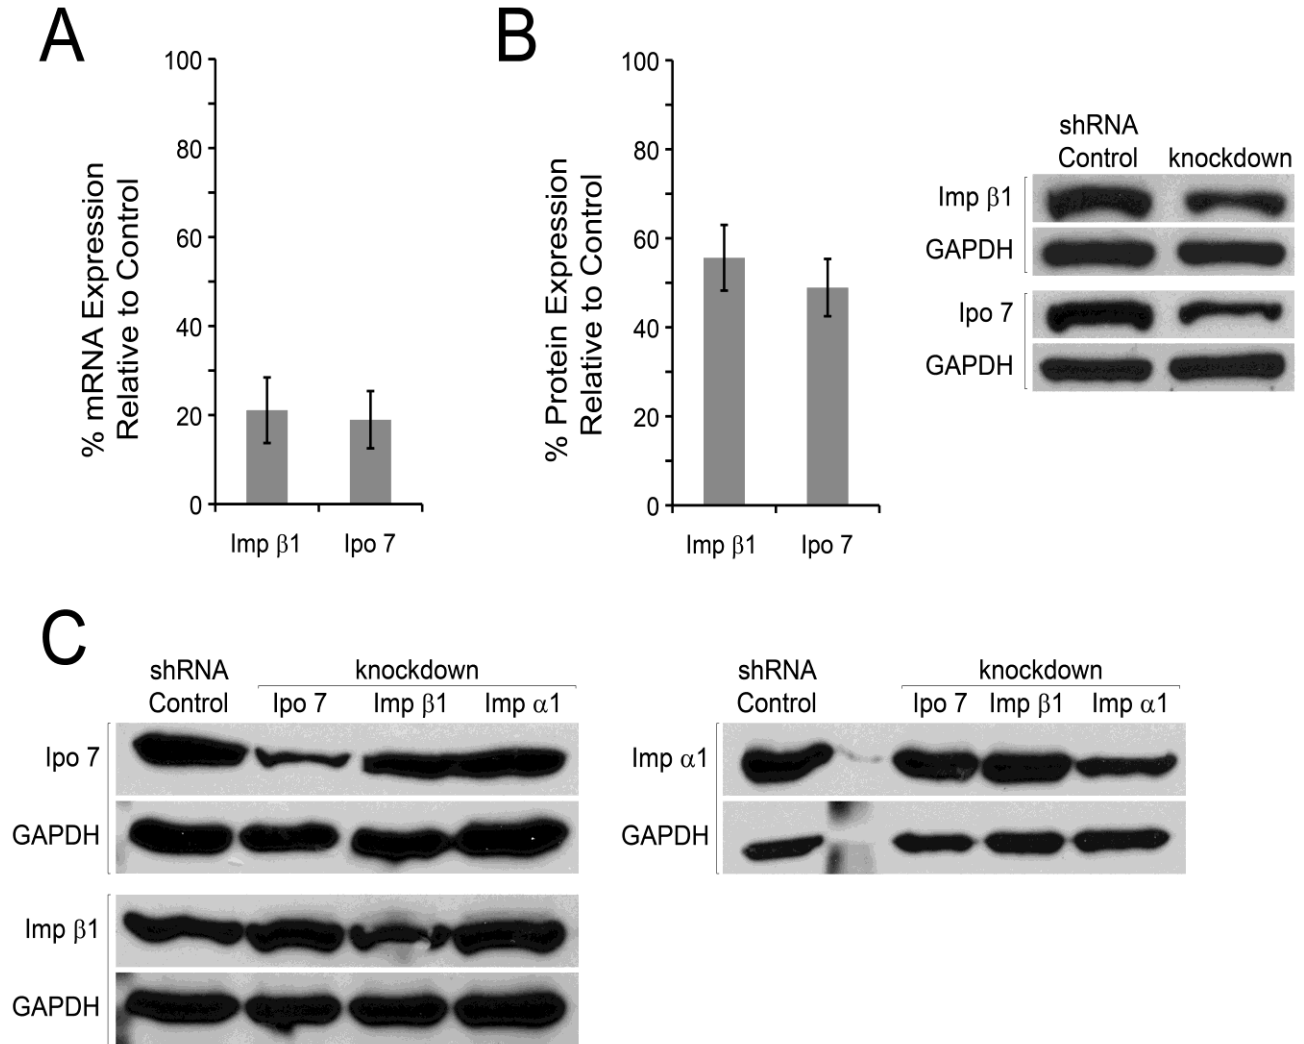 A
100
80
60
40
20
0
% mRNA Expression
Relative to Control
Imp β1
Ipo 7
B
100
80
60
40
20
0
% Protein Expression
Relative to Control
Imp β1
Ipo 7
shRNA
Control
knockdown
Imp β1
GAPDH
Ipo 7
GAPDH
C
shRNA
Control
knockdown
Ipo 7
Imp β1
Imp α1
Ipo 7
GAPDH
Imp β1
GAPDH
shRNA
Control
knockdown
Ipo 7
Imp β1
Imp α1
Imp α1
GAPDH